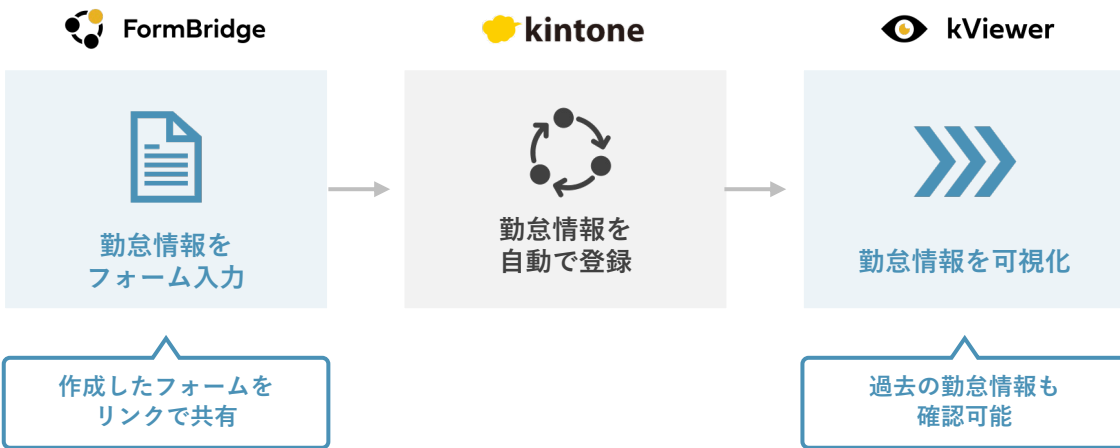 FormBridge
kintone
kViewer
勤怠情報を
フォーム入力
勤怠情報を
自動で登録
勤怠情報を可視化
作成したフォームを
リンクで共有
過去の勤怠情報も
確認可能